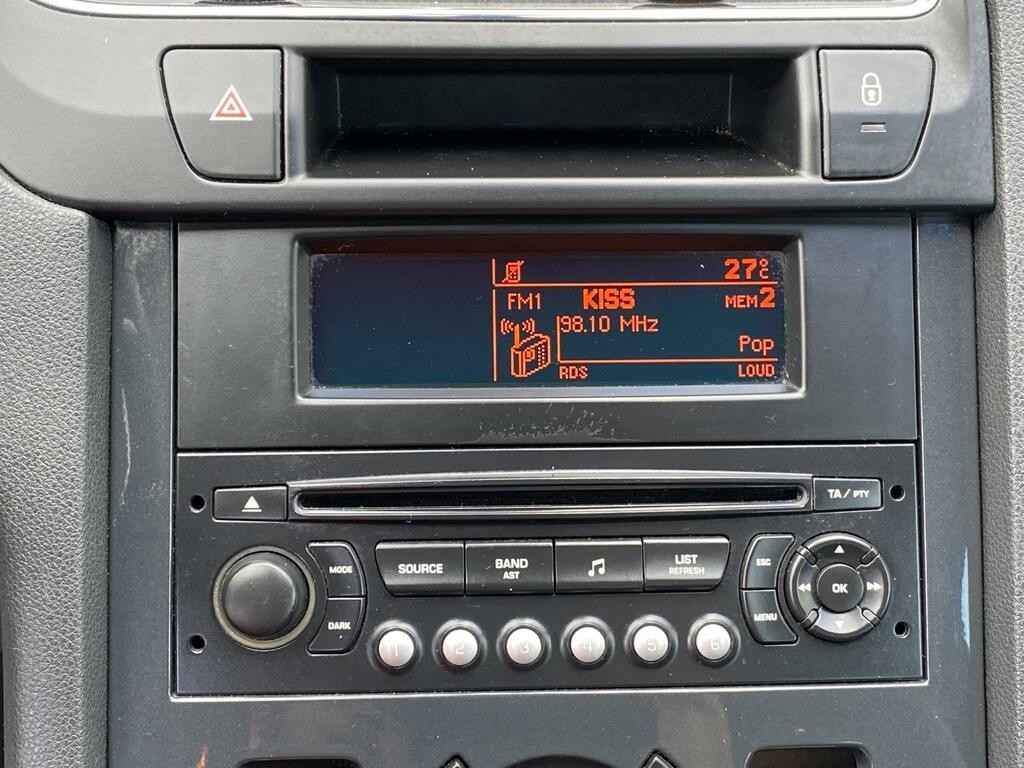 27°C
FM1 KISS MEM2
98.10 MHz
Pop
RDS LOUD
TA / PTY
MODE
SOURCE
BAND
AST
LIST
REFRESH
ESC
OK
DARK
MENU
1 2 3 4 5 6